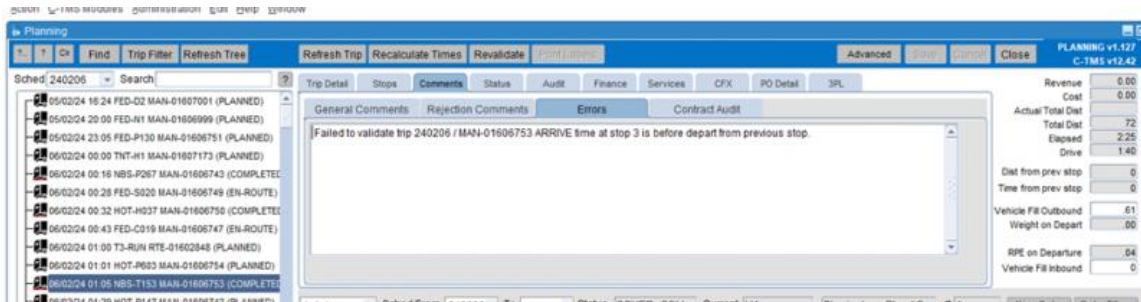 Action C-TMS Modules Administration Edit Help Window
Planning
Find Trip Filter Refresh Tree Refresh Trip Recalculate Times Revalidate Advanced Save Cancel Close PLANNING v1.127
C-TMS v12.42
Sched 240206 Search ?
Trip Detail Stops Comments Status Audit Finance Services CFX PO Detail 3PL
General Comments Rejection Comments Errors Contract Audit
Failed to validate trip 240206 / MAN-01606753 ARRIVE time at stop 3 is before depart from previous stop.
05/02/24 16:24 FED-D2 MAN-01607001 (PLANNED)
05/02/24 20:00 FED-N1 MAN-01606999 (PLANNED)
05/02/24 23:05 FED-P130 MAN-01606751 (PLANNED)
06/02/24 00:00 TNT-H1 MAN-01607173 (PLANNED)
06/02/24 00:16 NBS-P267 MAN-01606743 (COMPLETED
06/02/24 00:28 FED-S020 MAN-01606749 (EN-ROUTE)
06/02/24 00:32 HOT-H037 MAN-01606750 (COMPLETED
06/02/24 00:43 FED-C019 MAN-01606747 (EN-ROUTE)
06/02/24 01:00 T3-RUN RTE-01602848 (PLANNED)
06/02/24 01:01 HOT-P603 MAN-01606754 (PLANNED)
06/02/24 01:05 NBS-T153 MAN-01606753 (COMPLETED
Revenue 0.00
Cost 0.00
Actual Total Dist
Total Dist 72
Elapsed 2:25
Drive 1:40
Dist from prev stop 0
Time from prev stop 0
Vehicle Fill Outbound .61
Weight on Depart .00
RPE on Departure .04
Vehicle Fill Inbound 0